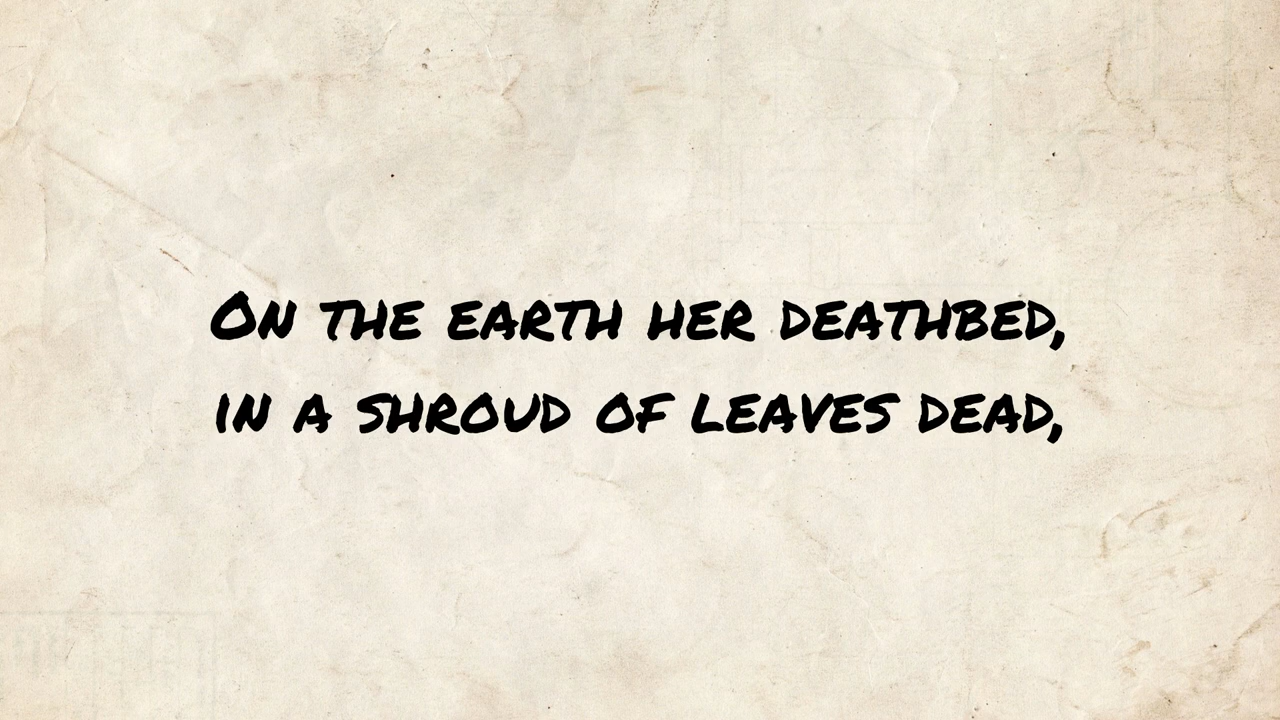 On the earth her deathbed,
in a shroud of leaves dead,